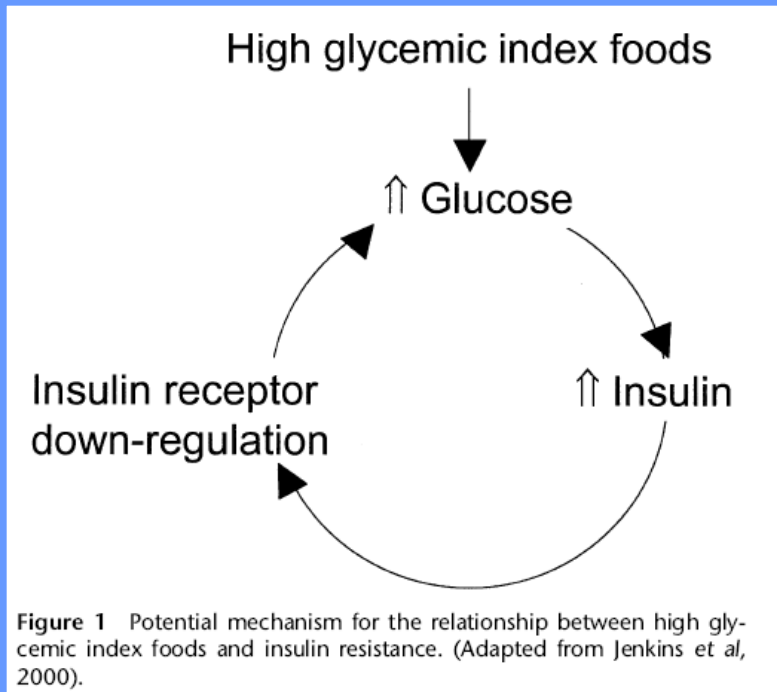 High glycemic index foods
⇑ Glucose
Insulin receptor
down-regulation
⇑ Insulin
Figure 1 Potential mechanism for the relationship between high gly-
cemic index foods and insulin resistance. (Adapted from Jenkins et al,
2000).